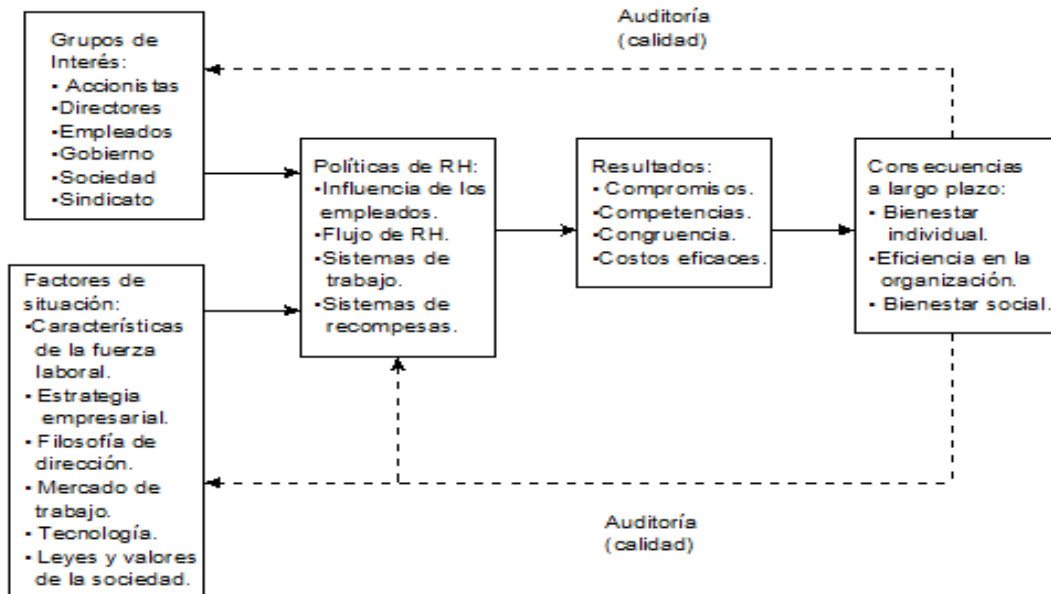 Auditoría
(calidad)
Grupos de
Interés:
▪ Accionistas
▪Directores
▪Empleados
▪Gobierno
▪Sociedad
▪Sindicato
Factores de
situación:
▪Características
de la fuerza
laboral.
▪ Estrategia
empresarial.
▪ Filosofía de
dirección.
▪ Mercado de
trabajo.
▪ Tecnología.
▪ Leyes y valores
de la sociedad.
Políticas de RH:
▪Influencia de los
empleados.
▪Flujo de RH.
▪Sistemas de
trabajo.
▪Sistemas de
recompesas.
Resultados:
▪ Compromisos.
▪Competencias.
▪Congruencia.
▪Costos eficaces.
Consecuencias
a largo plazo:
▪ Bienestar
individual.
▪Eficiencia en la
organización.
▪ Bienestar social.
Auditoría
(calidad)